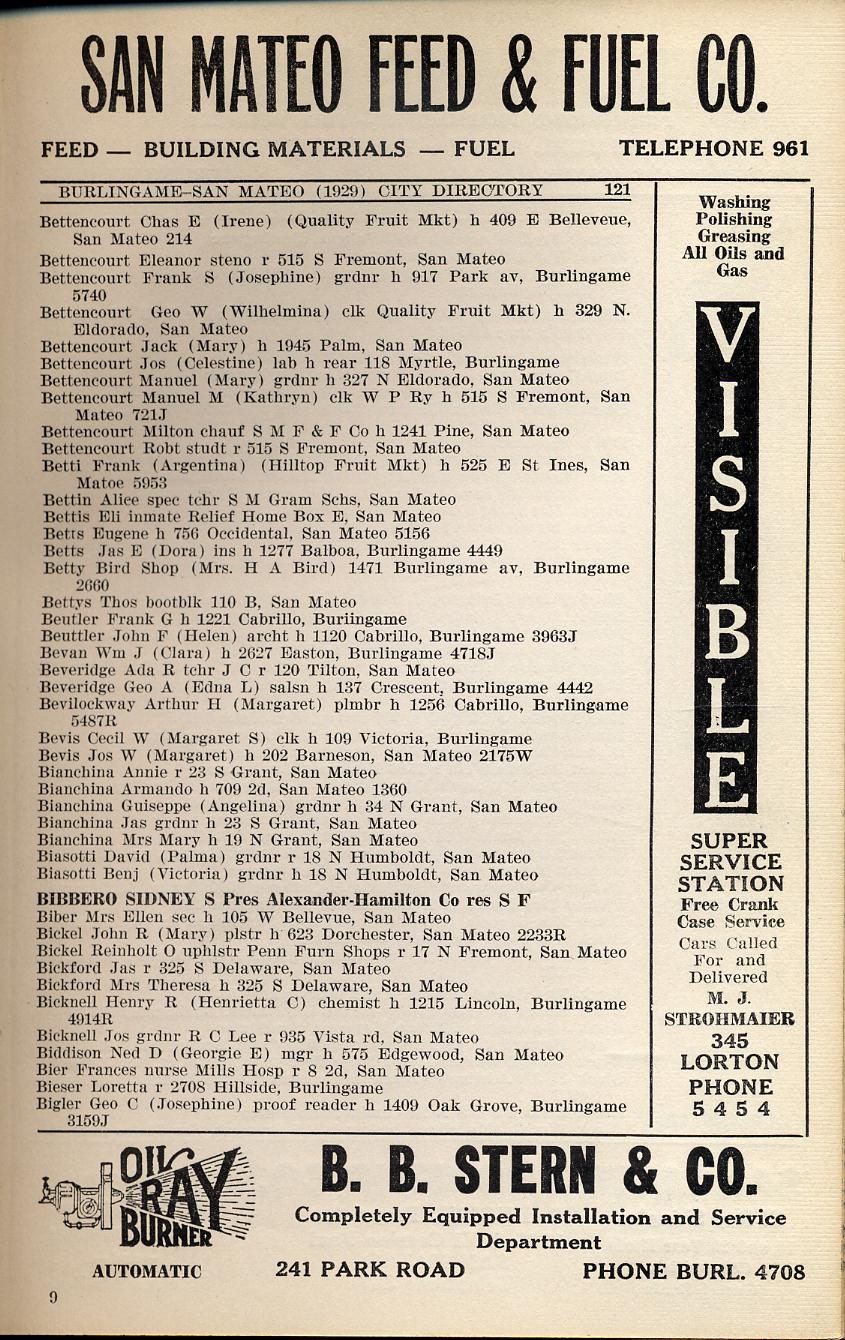 SAN MATEO FEED & FUEL CO.
FEED — BUILDING MATERIALS — FUEL TELEPHONE 961
BURLINGAME–SAN MATEO (1929) CITY DIRECTORY 121
Bettencourt Chas E (Irene) (Quality Fruit Mkt) h 409 E Belleveue,
San Mateo 214
Bettencourt Eleanor steno r 515 S Fremont, San Mateo
Bettencourt Frank S (Josephine) grdnr h 917 Park av, Burlingame
5740
Bettencourt Geo W (Wilhelmina) clk Quality Fruit Mkt) h 329 N.
Eldorado, San Mateo
Bettencourt Jack (Mary) h 1945 Palm, San Mateo
Bettencourt Jos (Celestine) lab h rear 118 Myrtle, Burlingame
Bettencourt Manuel (Mary) grdnr h 327 N Eldorado, San Mateo
Bettencourt Manuel M (Kathryn) clk W P Ry h 515 S Fremont, San
Mateo 721J
Bettencourt Milton chauf S M F & F Co h 1241 Pine, San Mateo
Bettencourt Robt studt r 515 S Fremont, San Mateo
Betti Frank (Argentina) (Hilltop Fruit Mkt) h 525 E St Ines, San
Matoe 5953
Bettin Alice spec tchr S M Gram Schs, San Mateo
Bettis Eli inmate Relief Home Box E, San Mateo
Betts Eugene h 756 Occidental, San Mateo 5156
Betts Jas E (Dora) ins h 1277 Balboa, Burlingame 4449
Betty Bird Shop (Mrs. H A Bird) 1471 Burlingame av, Burlingame
2660
Bettys Thos bootblk 110 B, San Mateo
Beutler Frank G h 1221 Cabrillo, Buriingame
Beuttler John F (Helen) archt h 1120 Cabrillo, Burlingame 3963J
Bevan Wm J (Clara) h 2627 Easton, Burlingame 4718J
Beveridge Ada R tchr J C r 120 Tilton, San Mateo
Beveridge Geo A (Edna L) salsn h 137 Crescent, Burlingame 4442
Bevilockway Arthur H (Margaret) plmbr h 1256 Cabrillo, Burlingame
5487R
Bevis Cecil W (Margaret S) clk h 109 Victoria, Burlingame
Bevis Jos W (Margaret) h 202 Barneson, San Mateo 2175W
Bianchina Annie r 23 S Grant, San Mateo
Bianchina Armando h 709 2d, San Mateo 1360
Bianchina Guiseppe (Angelina) grdnr h 34 N Grant, San Mateo
Bianchina Jas grdnr h 23 S Grant, San Mateo
Bianchina Mrs Mary h 19 N Grant, San Mateo
Biasotti David (Palma) grdnr r 18 N Humboldt, San Mateo
Biasotti Benj (Victoria) grdnr h 18 N Humboldt, San Mateo
BIBBERO SIDNEY S Pres Alexander-Hamilton Co res S F
Biber Mrs Ellen sec h 105 W Bellevue, San Mateo
Bickel John R (Mary) plstr h 623 Dorchester, San Mateo 2233R
Bickel Reinholt O uphlstr Penn Furn Shops r 17 N Fremont, San Mateo
Bickford Jas r 325 S Delaware, San Mateo
Bickford Mrs Theresa h 325 S Delaware, San Mateo
Bicknell Henry R (Henrietta C) chemist h 1215 Lincoln, Burlingame
4914R
Bicknell Jos grdnr R C Lee r 935 Vista rd, San Mateo
Biddison Ned D (Georgie E) mgr h 575 Edgewood, San Mateo
Bier Frances nurse Mills Hosp r 8 2d, San Mateo
Bieser Loretta r 2708 Hillside, Burlingame
Bigler Geo C (Josephine) proof reader h 1409 Oak Grove, Burlingame
3159J
Washing
Polishing
Greasing
All Oils and
Gas
VISIBLE
SUPER
SERVICE
STATION
Free Crank
Case Service
Cars Called
For and
Delivered
M. J.
STROHMAIER
345
LORTON
PHONE
5 4 5 4
OIL
RAY
BURNER
AUTOMATIC
B. B. STERN & CO.
Completely Equipped Installation and Service
Department
241 PARK ROAD PHONE BURL. 4708
9